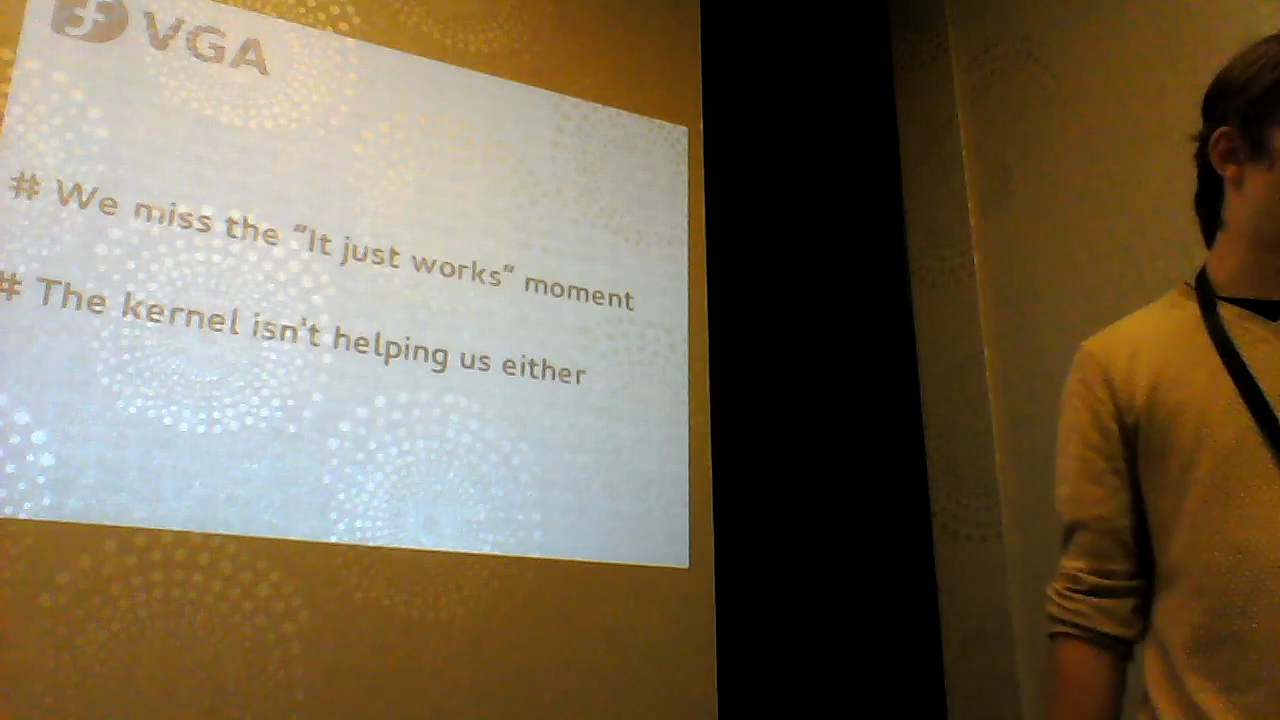 VGA
# We miss the “It just works” moment
# The kernel isn't helping us either